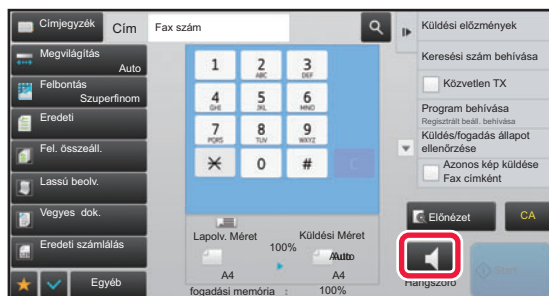 Címjegyzék
Cím
Fax szám
Megvilágítás
Auto
Felbontás
Szuperfinom
Eredeti
Fel. összeáll.
Lassú beolv.
Vegyes dok.
Eredeti számlálás
Egyéb
1
2 ABC
3 DEF
4 GHI
5 JKL
6 MNO
7 PQRS
8 TUV
9 WXYZ
0
#
C
Lapolv. Méret
100%
Küldési Méret
Auto
A4
A4
fogadási memória : 100%
Küldési előzmények
Keresési szám behívása
Közvetlen TX
Program behívása
Regisztrált beáll. behívása
Küldés/fogadás állapot
ellenőrzése
Azonos kép küldése
Fax címként
Előnézet
CA
Hangszóró
Start